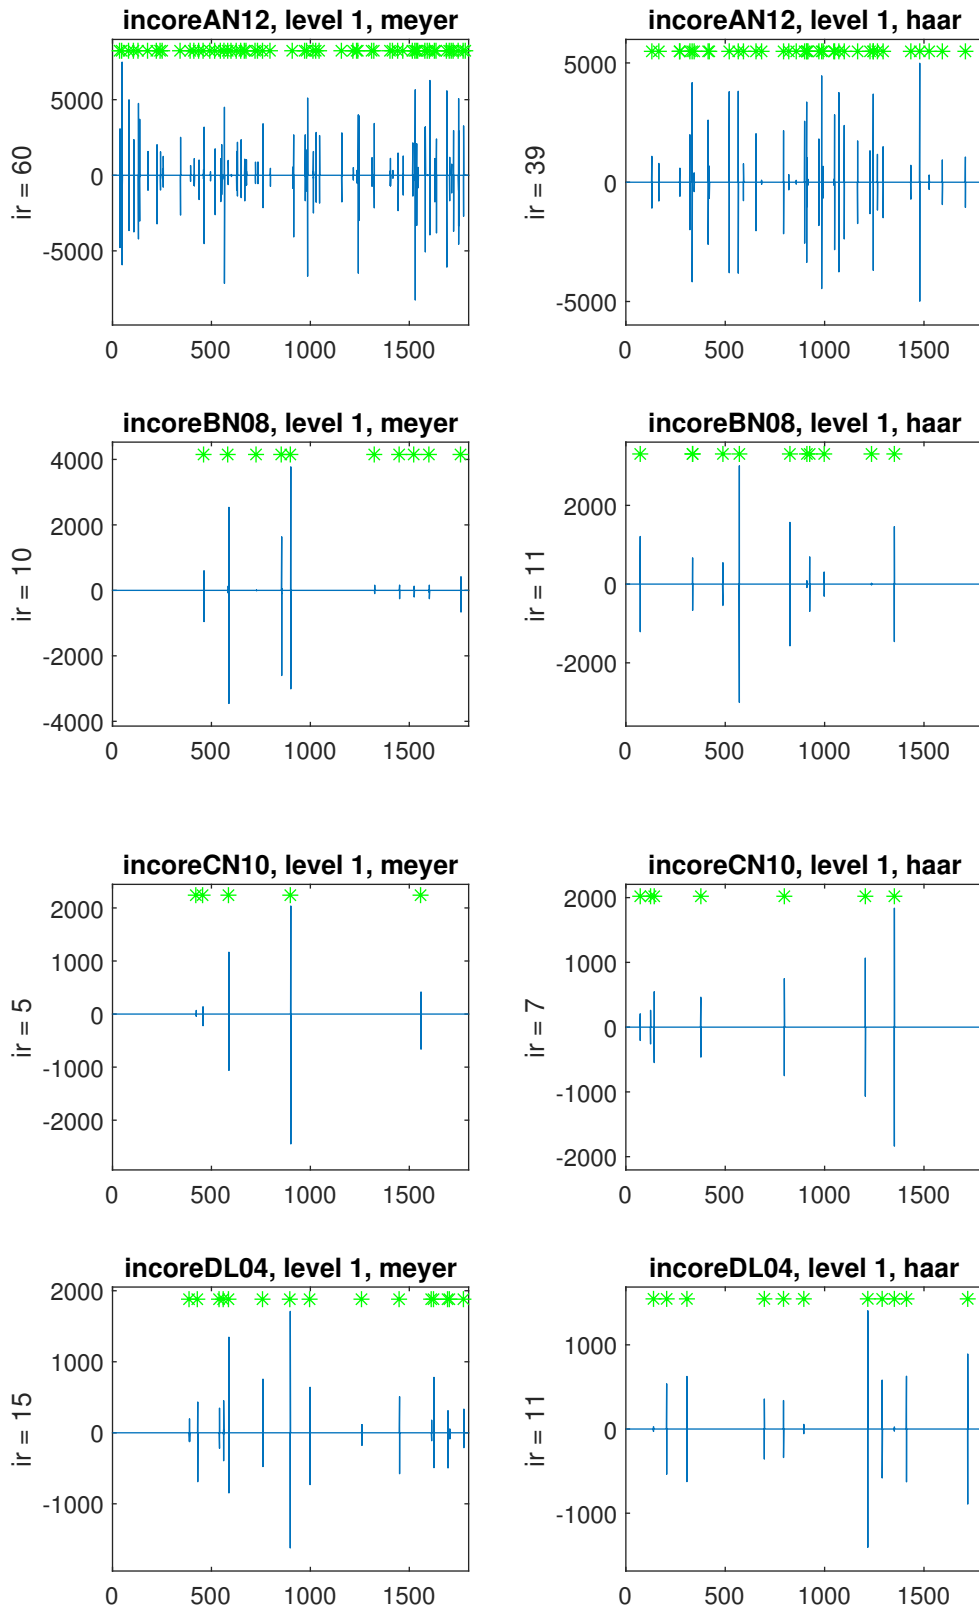 incoreAN12, level 1, meyer
5000
0
-5000
ir = 60
0 500 1000 1500
incoreAN12, level 1, haar
5000
0
-5000
ir = 39
0 500 1000 1500
incoreBN08, level 1, meyer
4000
2000
0
-2000
-4000
ir = 10
0 500 1000 1500
incoreBN08, level 1, haar
2000
0
-2000
ir = 11
0 500 1000 1500
incoreCN10, level 1, meyer
2000
1000
0
-1000
-2000
ir = 5
0 500 1000 1500
incoreCN10, level 1, haar
2000
1000
0
-1000
-2000
ir = 7
0 500 1000 1500
incoreDL04, level 1, meyer
2000
1000
0
-1000
ir = 15
0 500 1000 1500
incoreDL04, level 1, haar
1000
0
-1000
ir = 11
0 500 1000 1500